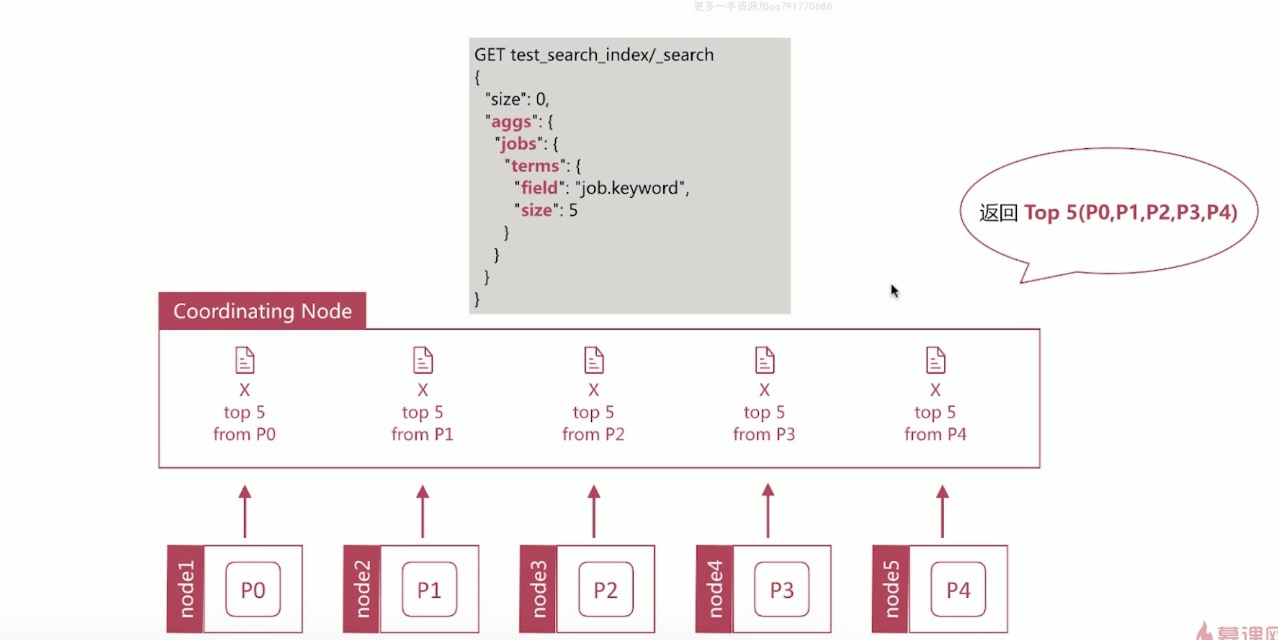 更多一手资源加qq791770686
GET test_search_index/_search
{
"size": 0,
"aggs": {
"jobs": {
"terms": {
"field": "job.keyword",
"size": 5
}
}
}
}
返回 Top 5(P0,P1,P2,P3,P4)
Coordinating Node
X
top 5
from P0
X
top 5
from P1
X
top 5
from P2
X
top 5
from P3
X
top 5
from P4
node1
P0
node2
P1
node3
P2
node4
P3
node5
P4
慕课网